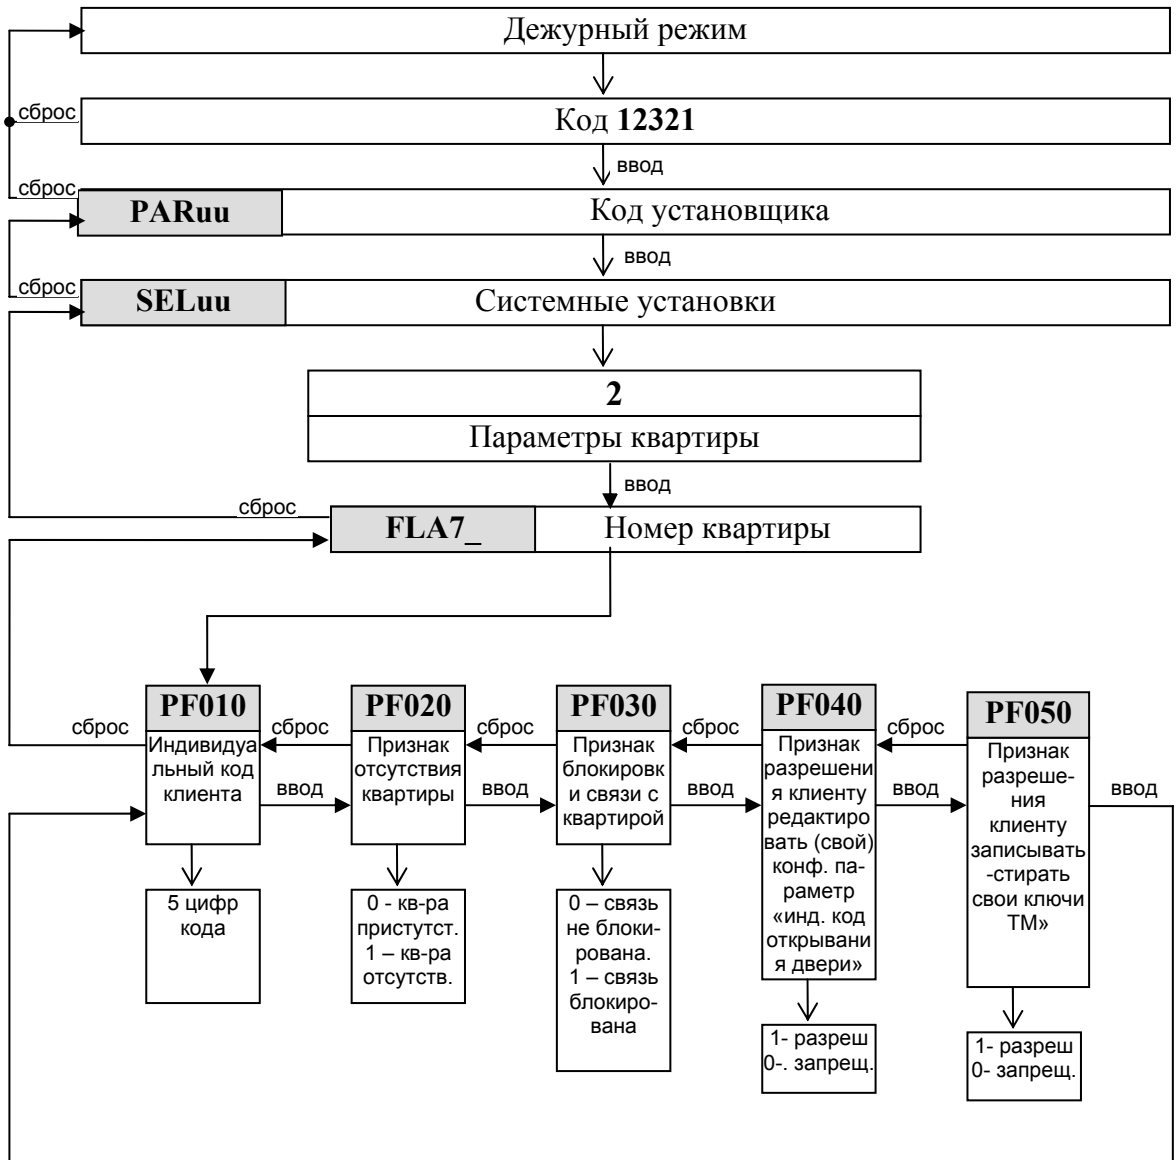 Дежурный режим
сброс
Код 12321
ввод
сброс
PARuu
Код установщика
ввод
сброс
SELuu
Системные установки
2
Параметры квартиры
ввод
сброс
FLA7_
Номер квартиры
PF010
PF020
PF030
PF040
PF050
сброс
сброс
сброс
сброс
сброс
Индивидуа
льный код
клиента
ввод
Признак
отсутствия
квартиры
ввод
Признак
блокировк
и связи с
квартирой
ввод
Признак
разрешени
я клиенту
редактиро
вать (свой)
конф. па-
раметр
«инд. код
открывани
я двери»
ввод
Признак
разреше-
ния
клиенту
записывать
-стирать
свои ключи
ТМ»
ввод
5 цифр
кода
0 - кв-ра
пристутст.
1 – кв-ра
отсутств.
0 – связь
не блоки-
рована.
1 – связь
блокиро-
вана
1- разреш
0-. запрещ.
1- разреш
0- запрещ.